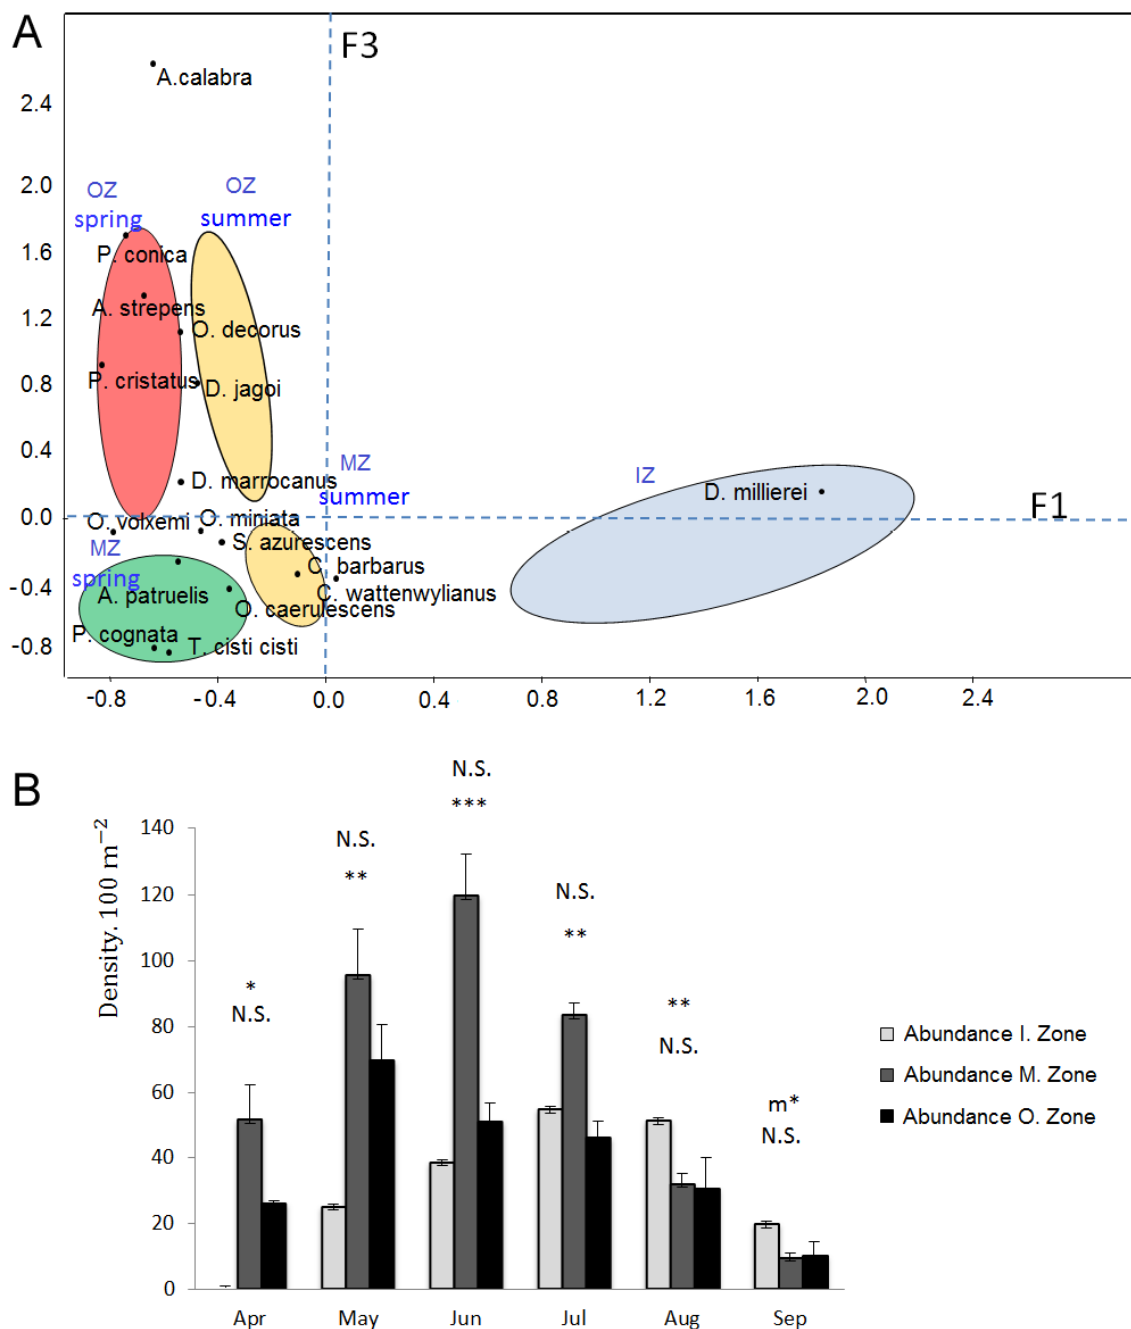 A
F3
A.calabra
2.4
2.0
OZ
spring
OZ
summer
1.6
P. conica
1.2
A. strepens
O. decorus
0.8
P. cristatus
D. jagoi
0.4
MZ
summer
IZ
D. marrocanus
D. millierei
0.0
O. volxemi
O. miniata
F1
MZ
spring
S. azurescens
-0.4
C. barbarus
A. patruelis
C. wattenwylianus
O. caerulescens
-0.8
P. cognata
T. cisti cisti
-0.8 -0.4 0.0 0.4 0.8 1.2 1.6 2.0 2.4
B
Density. 100 m−2
140
120
100
80
60
40
20
0
*
N.S.
N.S.
**
N.S.
***
N.S.
**
**
N.S.
m*
N.S.
Apr May Jun Jul Aug Sep
Abundance I. Zone
Abundance M. Zone
Abundance O. Zone